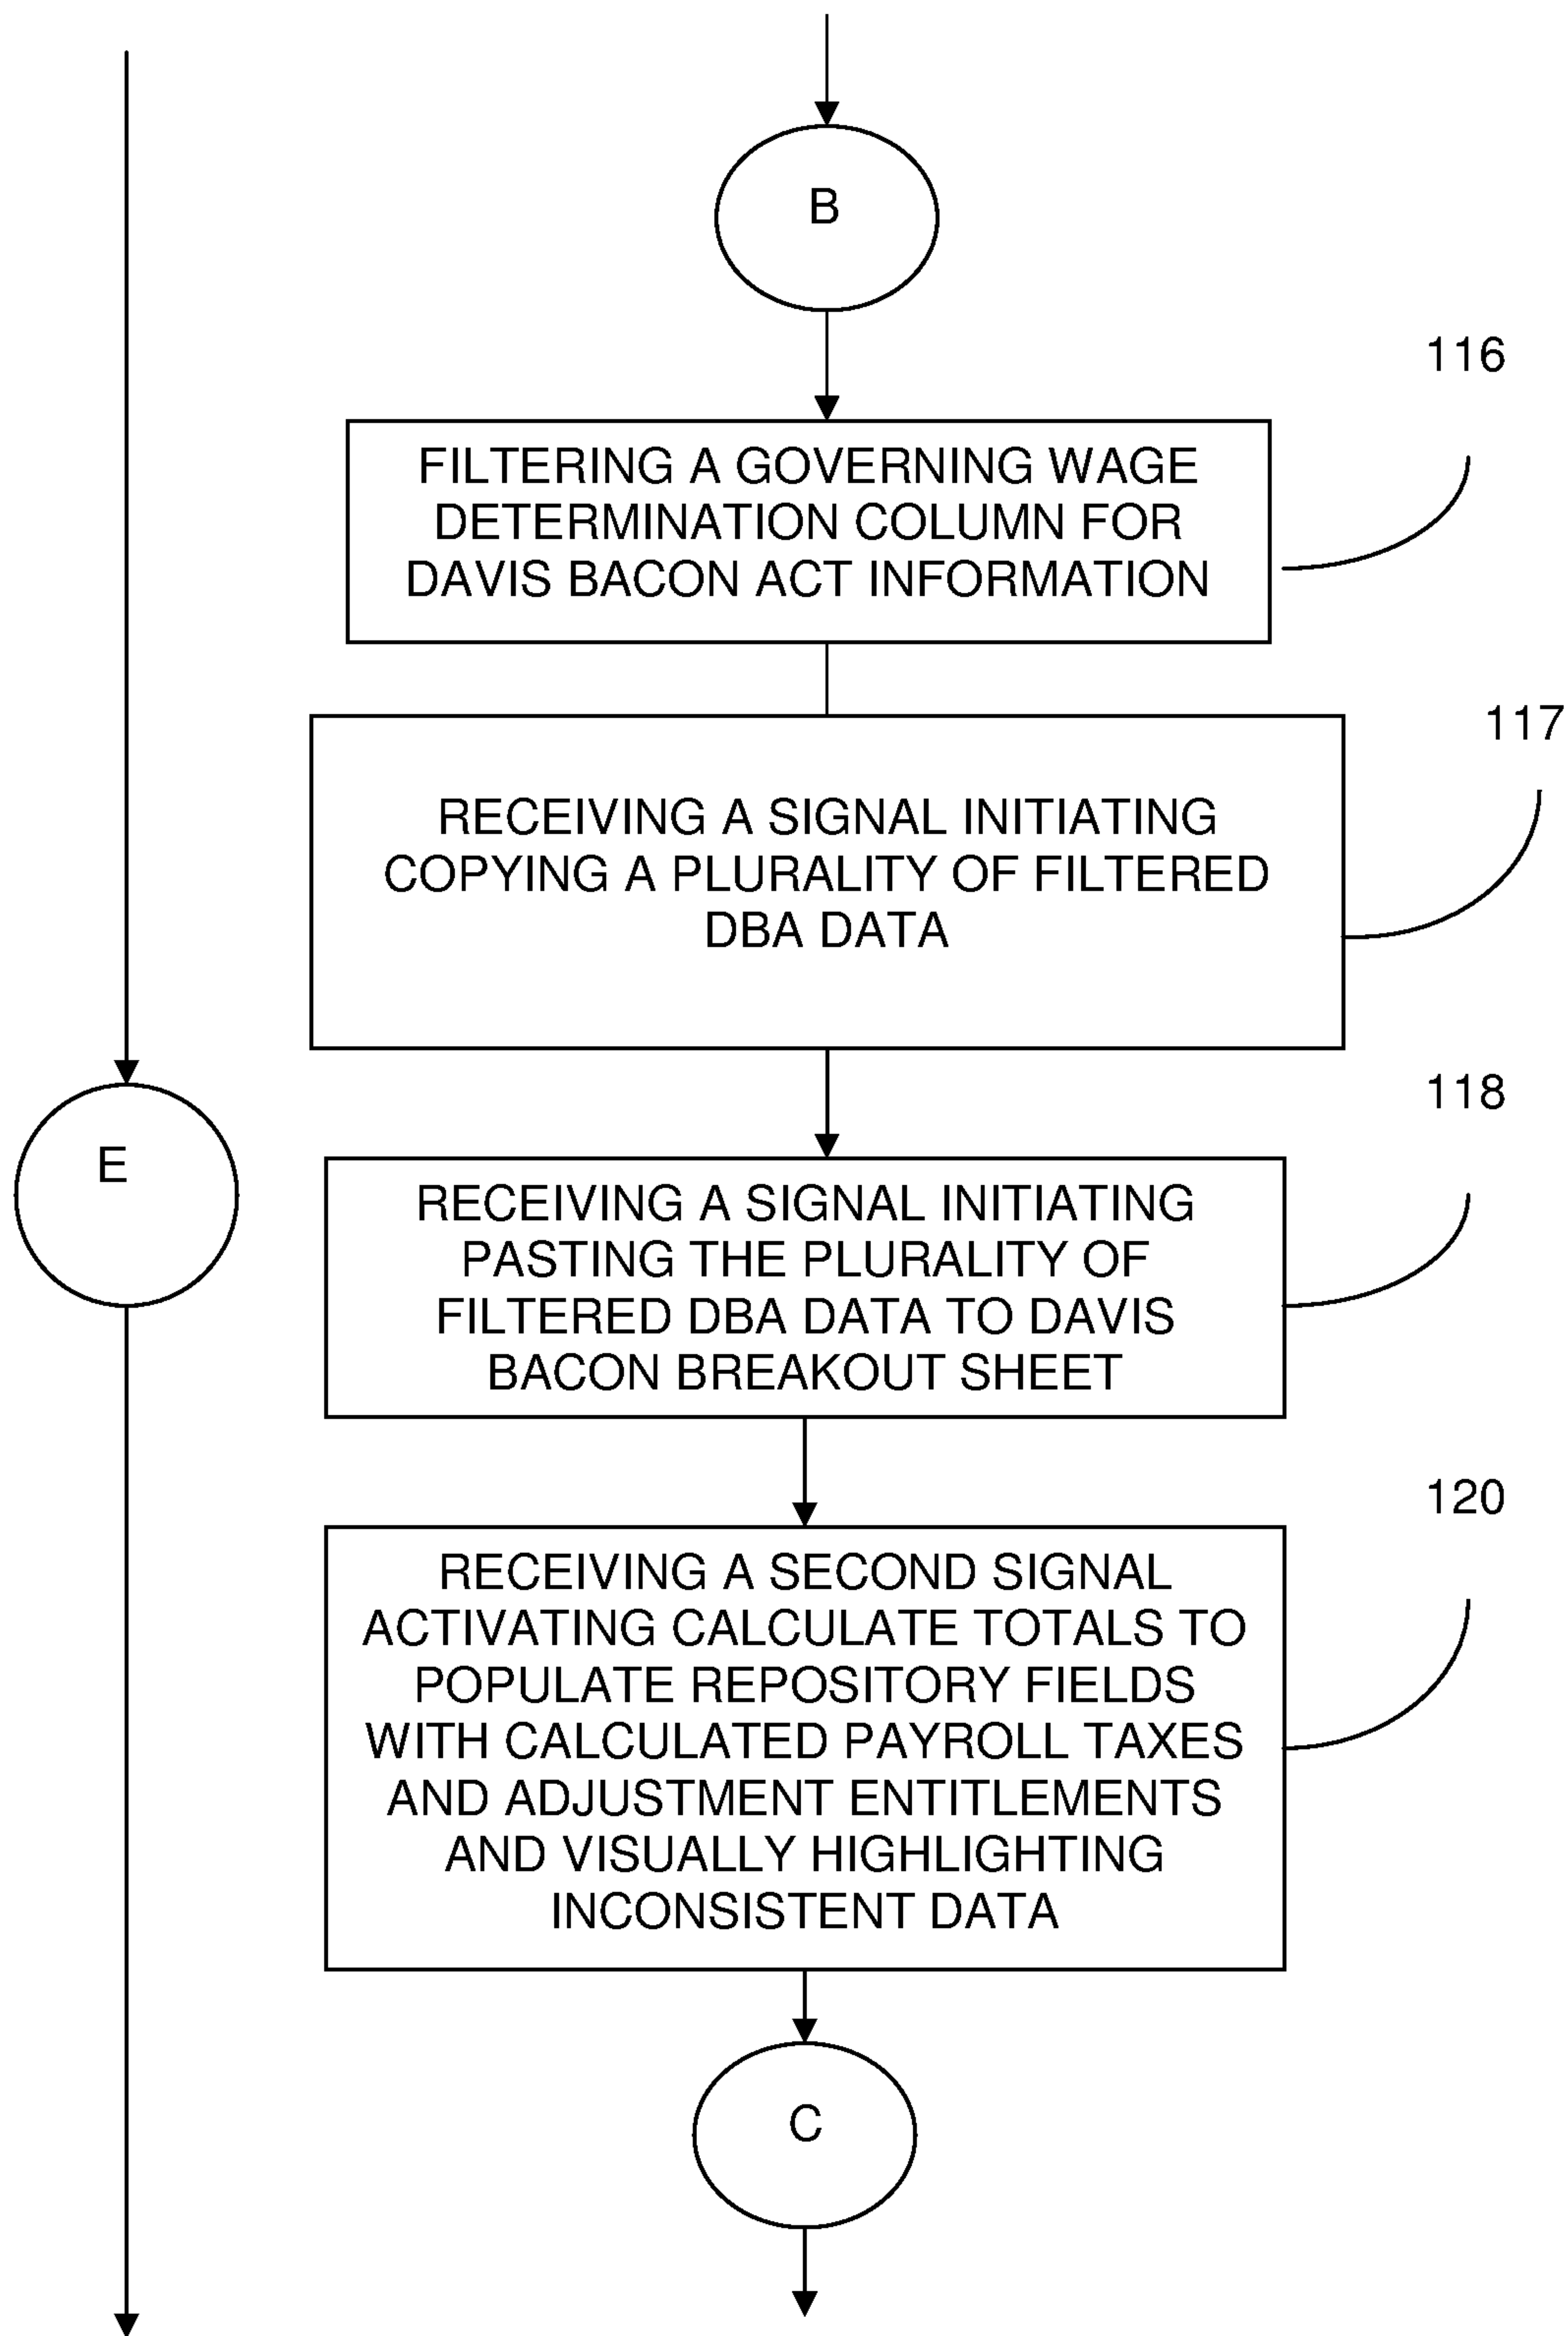 B
116
FILTERING A GOVERNING WAGE
DETERMINATION COLUMN FOR
DAVIS BACON ACT INFORMATION
117
RECEIVING A SIGNAL INITIATING
COPYING A PLURALITY OF FILTERED
DBA DATA
118
E
RECEIVING A SIGNAL INITIATING
PASTING THE PLURALITY OF
FILTERED DBA DATA TO DAVIS
BACON BREAKOUT SHEET
120
RECEIVING A SECOND SIGNAL
ACTIVATING CALCULATE TOTALS TO
POPULATE REPOSITORY FIELDS
WITH CALCULATED PAYROLL TAXES
AND ADJUSTMENT ENTITLEMENTS
AND VISUALLY HIGHLIGHTING
INCONSISTENT DATA
C